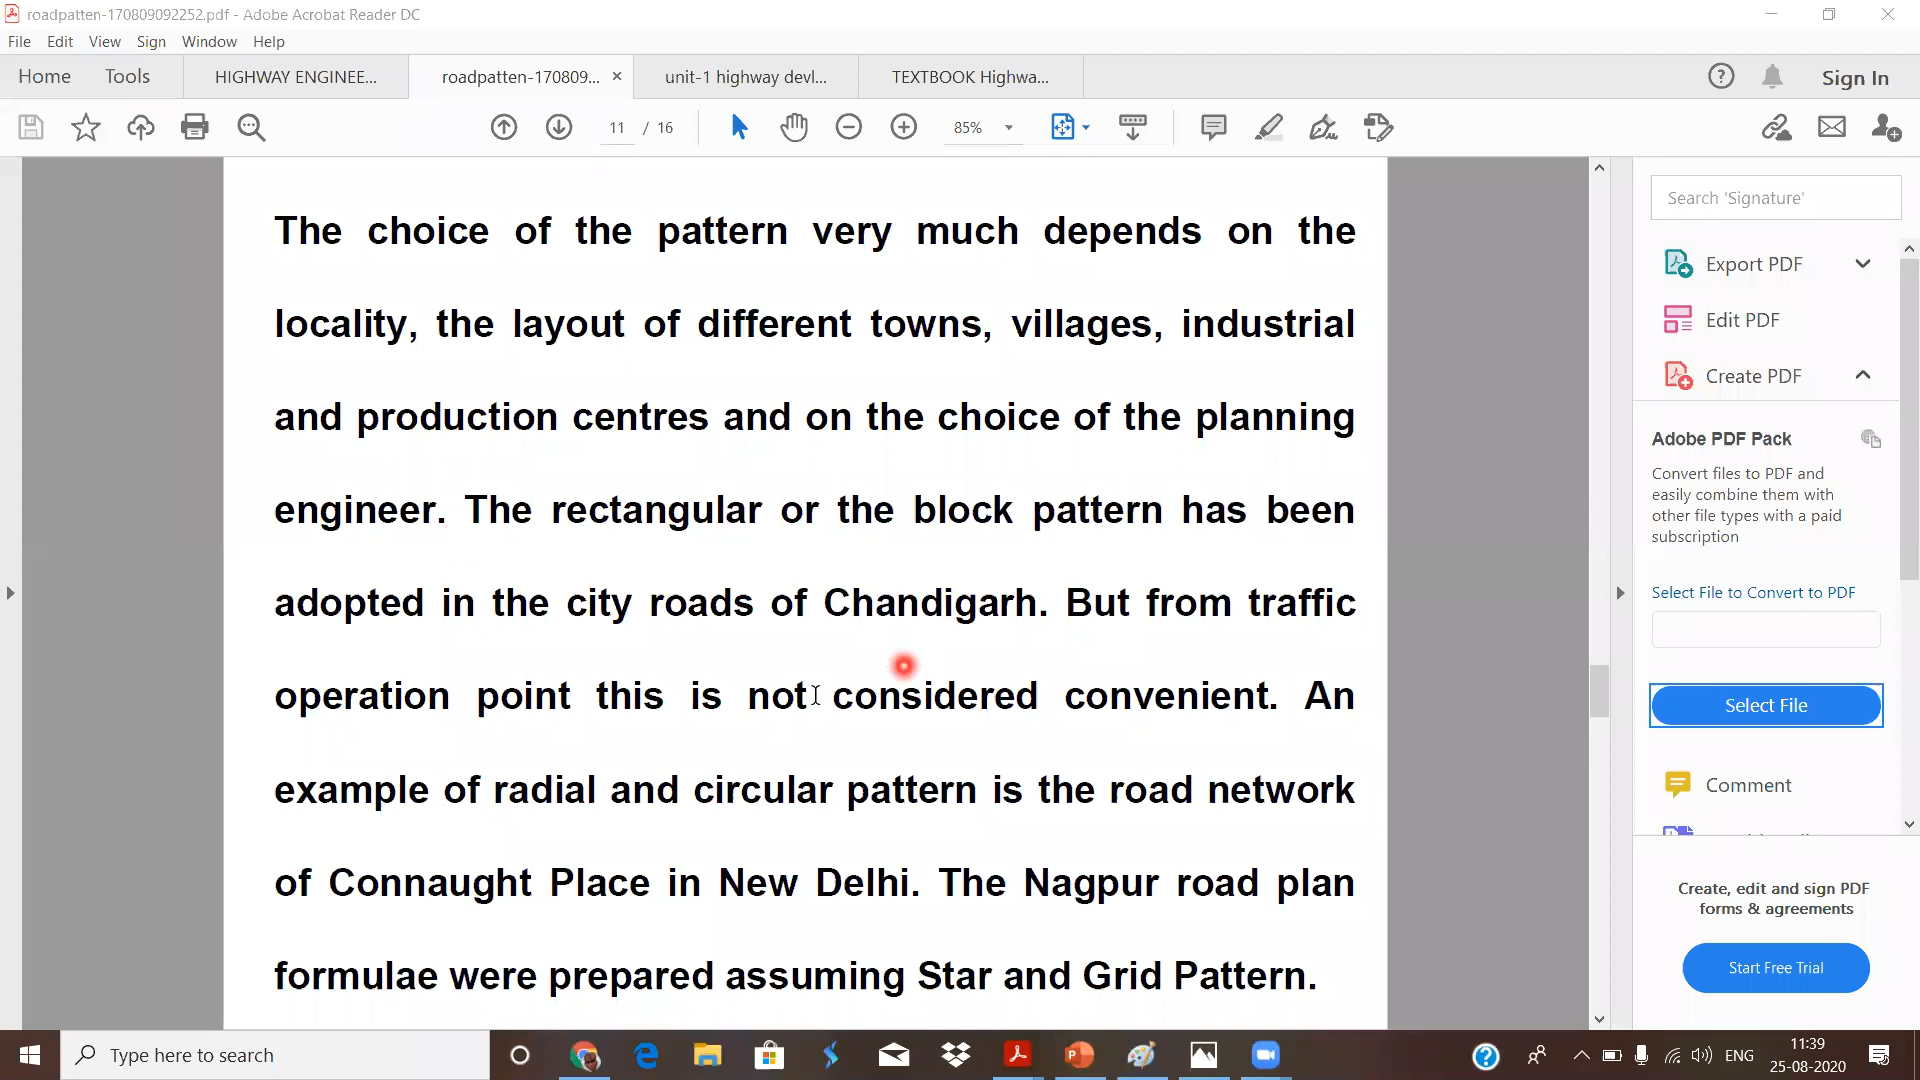 roadpatten-170809092252.pdf - Adobe Acrobat Reader DC
File Edit View Sign Window Help
Home Tools HIGHWAY ENGINEE... roadpatten-170809... × unit-1 highway devl... TEXTBOOK Highwa... Sign In
11 / 16 85%
The choice of the pattern very much depends on the
locality, the layout of different towns, villages, industrial
and production centres and on the choice of the planning
engineer. The rectangular or the block pattern has been
adopted in the city roads of Chandigarh. But from traffic
operation point this is not considered convenient. An
example of radial and circular pattern is the road network
of Connaught Place in New Delhi. The Nagpur road plan
formulae were prepared assuming Star and Grid Pattern.
Search 'Signature'
Export PDF
Edit PDF
Create PDF
Adobe PDF Pack
Convert files to PDF and
easily combine them with
other file types with a paid
subscription
Select File to Convert to PDF
Select File
Comment
Create, edit and sign PDF
forms & agreements
Start Free Trial
Type here to search
ENG
11:39
25-08-2020